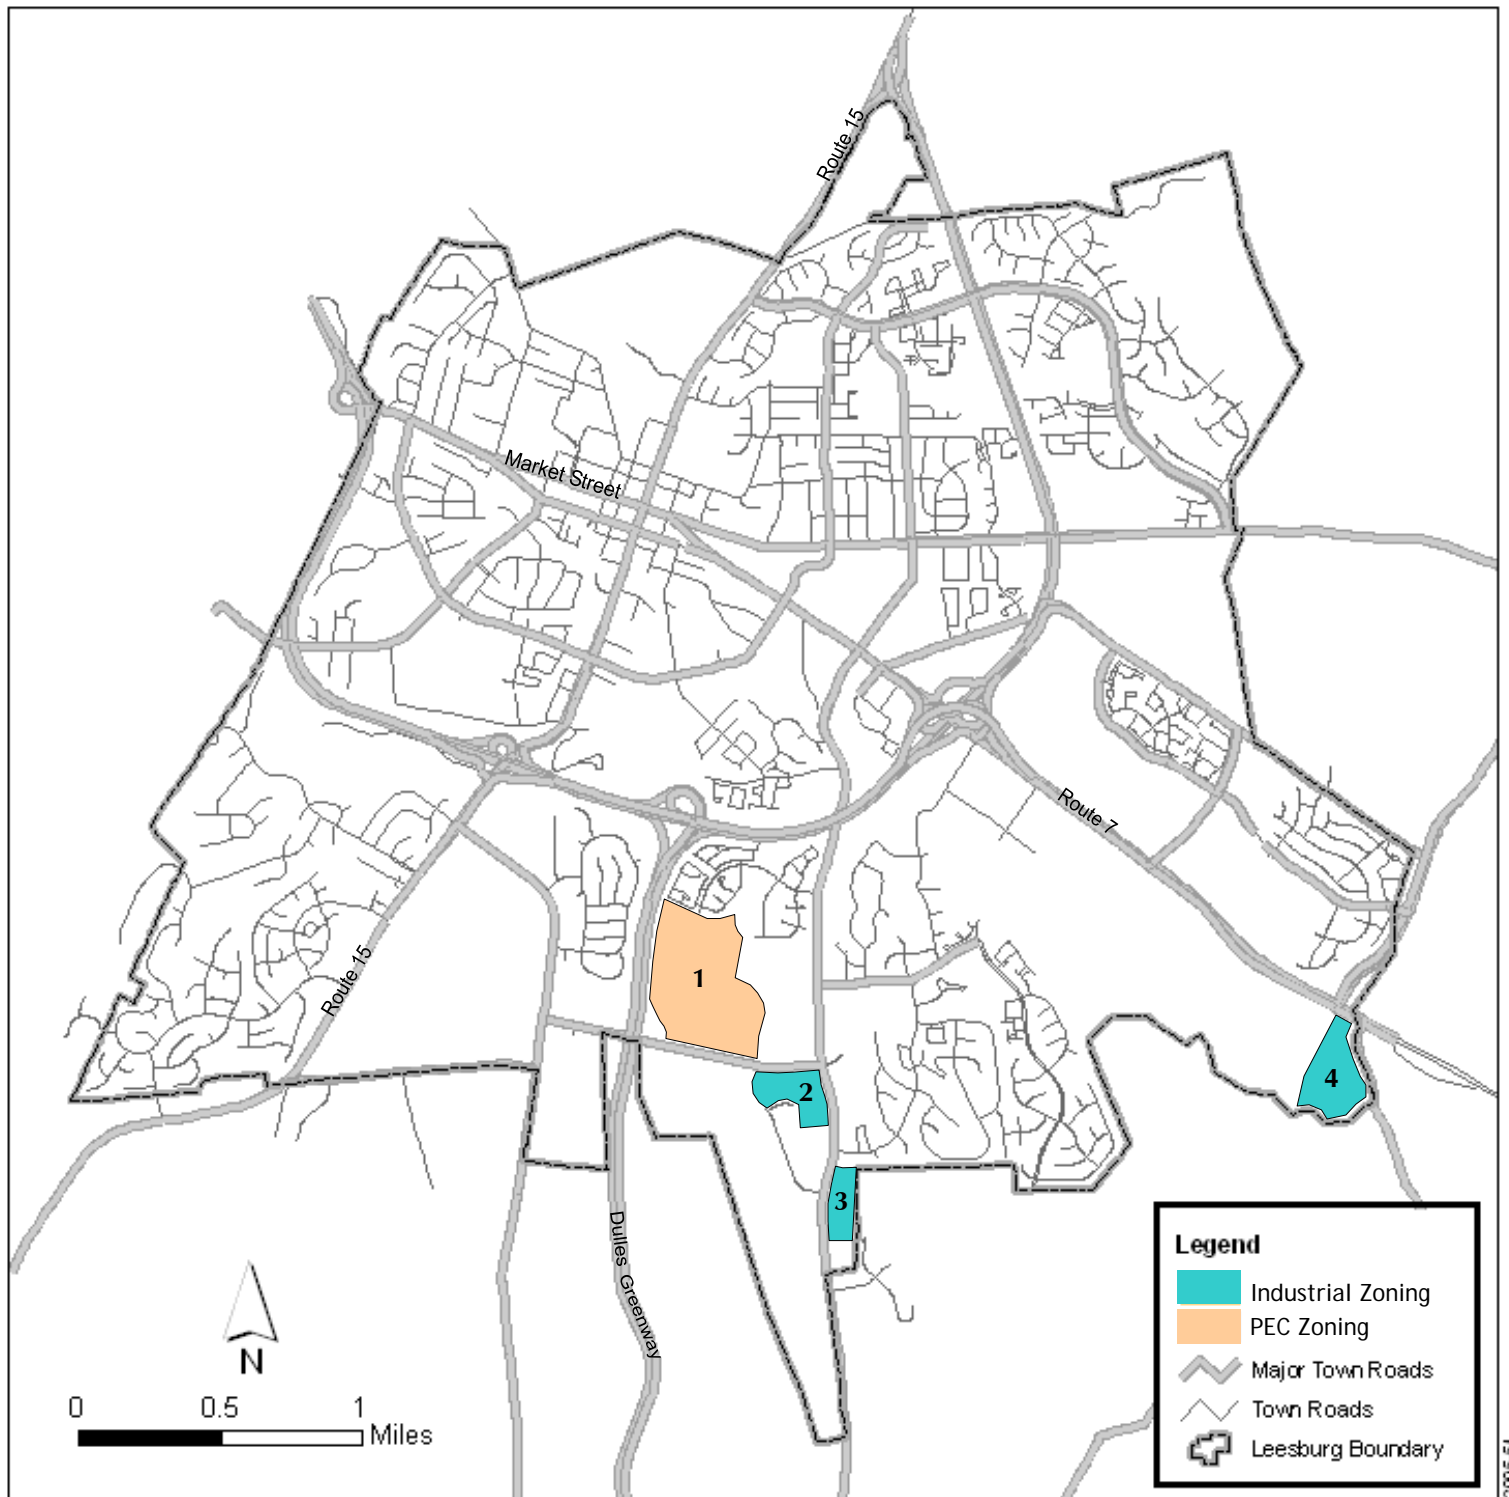 Route 15
Market Street
Route 7
1
Route 15
2
4
3
Dulles Greenway
N
0 0.5 1
Miles
Legend
Industrial Zoning
PEC Zoning
Major Town Roads
Town Roads
Leesburg Boundary